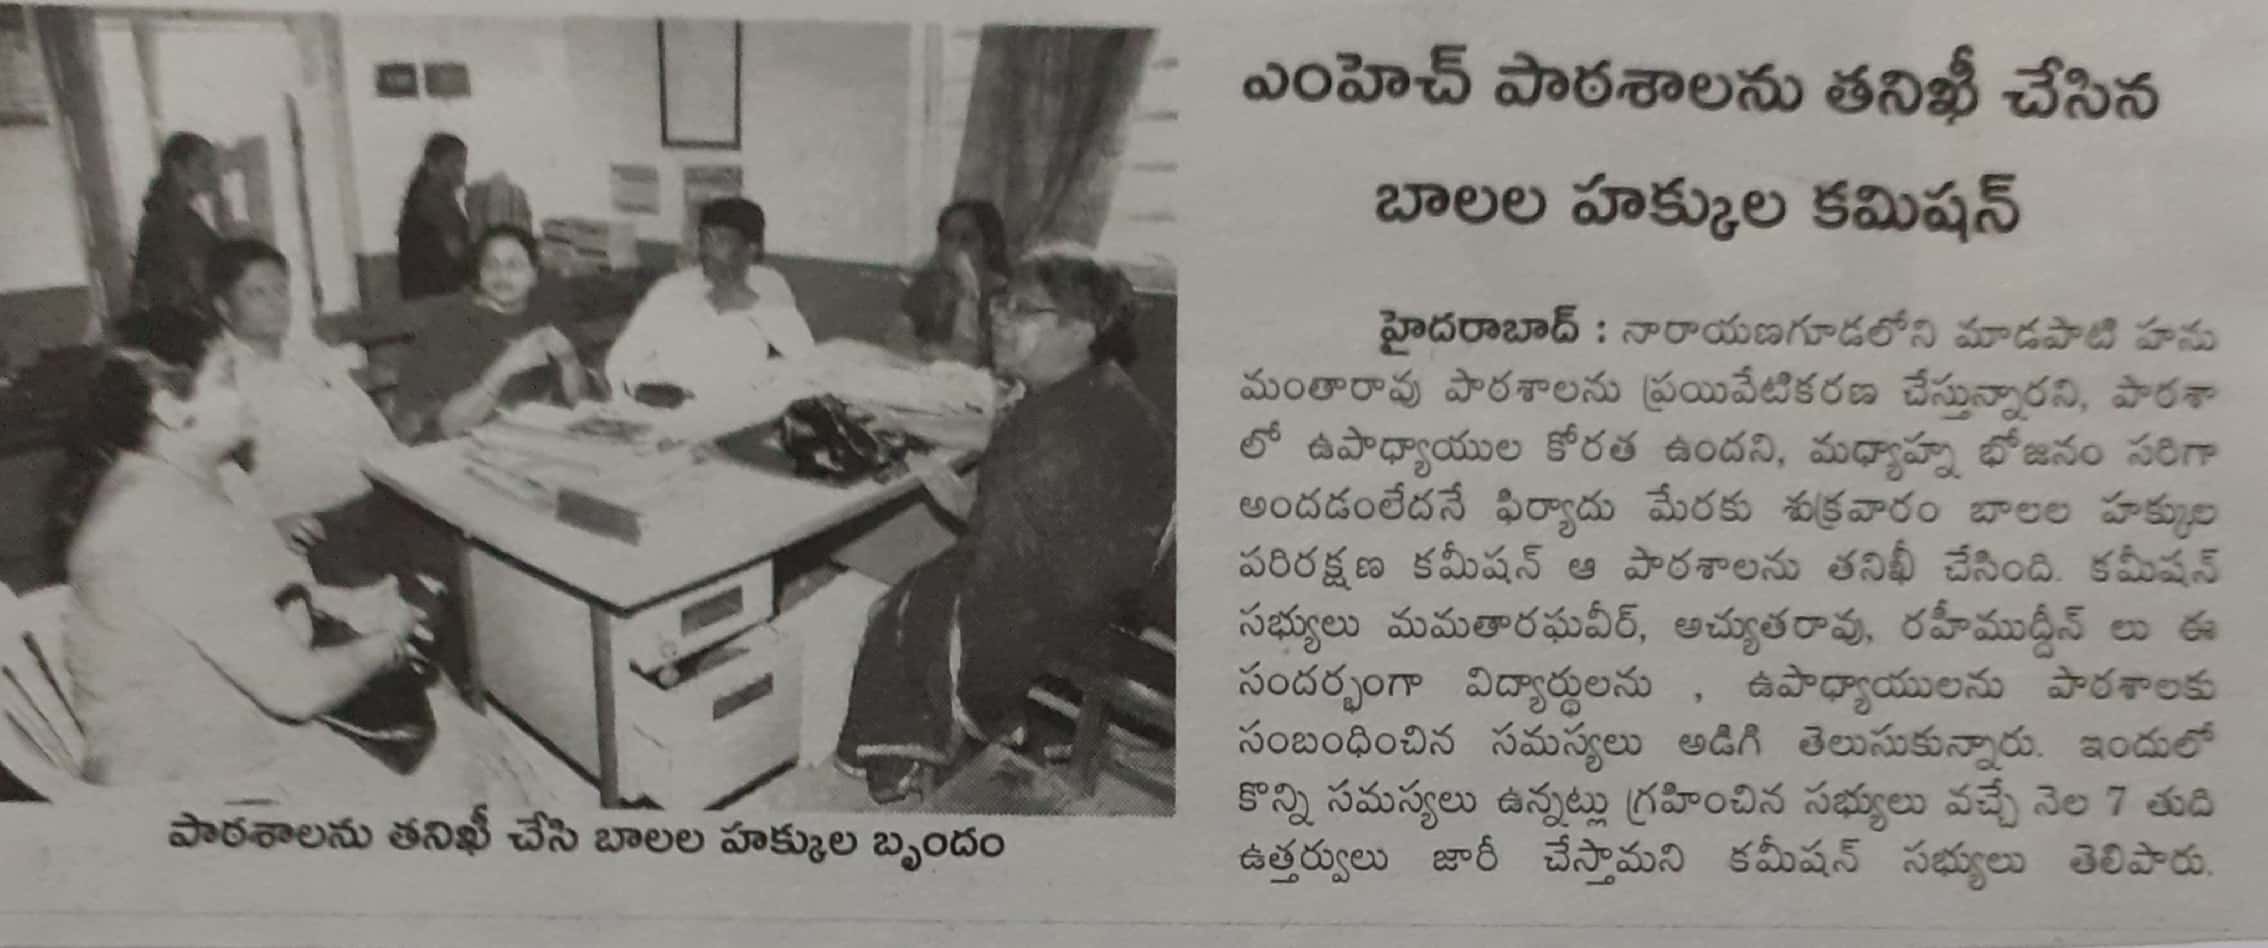 ఎంహెచ్ పాఠశాలను తనిఖీ చేసిన
బాలల హక్కుల కమిషన్
హైదరాబాద్ : నారాయణగూడలోని మాడపాటి హను
మంతారావు పాఠశాలను ప్రయివేటికరణ చేస్తున్నారని, పాఠశా
లో ఉపాధ్యాయుల కోరత ఉందని, మధ్యాహ్న భోజనం సరిగా
అందడంలేదనే ఫిర్యాదు మేరకు శుక్రవారం బాలల హక్కుల
పరిరక్షణ కమీషన్ ఆ పాఠశాలను తనిఖీ చేసింది. కమీషన్
సభ్యులు మమతారఘవీర్, అచ్యుతరావు, రహీముద్దీన్ లు ఈ
సందర్భంగా విద్యార్థులను , ఉపాధ్యాయులను పాఠశాలకు
సంబంధించిన సమస్యలు అడిగి తెలుసుకున్నారు. ఇందులో
కొన్ని సమస్యలు ఉన్నట్లు గ్రహించిన సభ్యులు వచ్చే నెల 7 తుది
ఉత్తర్వులు జారీ చేస్తామని కమీషన్ సభ్యులు తెలిపారు.
పాఠశాలను తనిఖీ చేసి బాలల హక్కుల బృందం